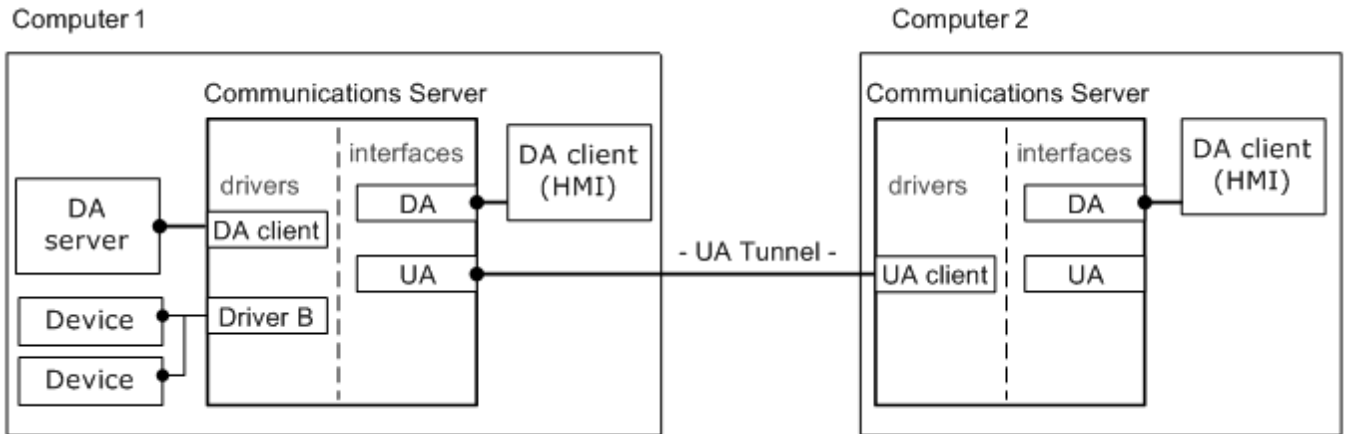 Computer 1
Computer 2
Communications Server
Communications Server
interfaces
DA client
(HMI)
interfaces
DA client
(HMI)
drivers
drivers
DA
server
DA
DA
DA client
- UA Tunnel -
UA
UA client
UA
Device
Driver B
Device